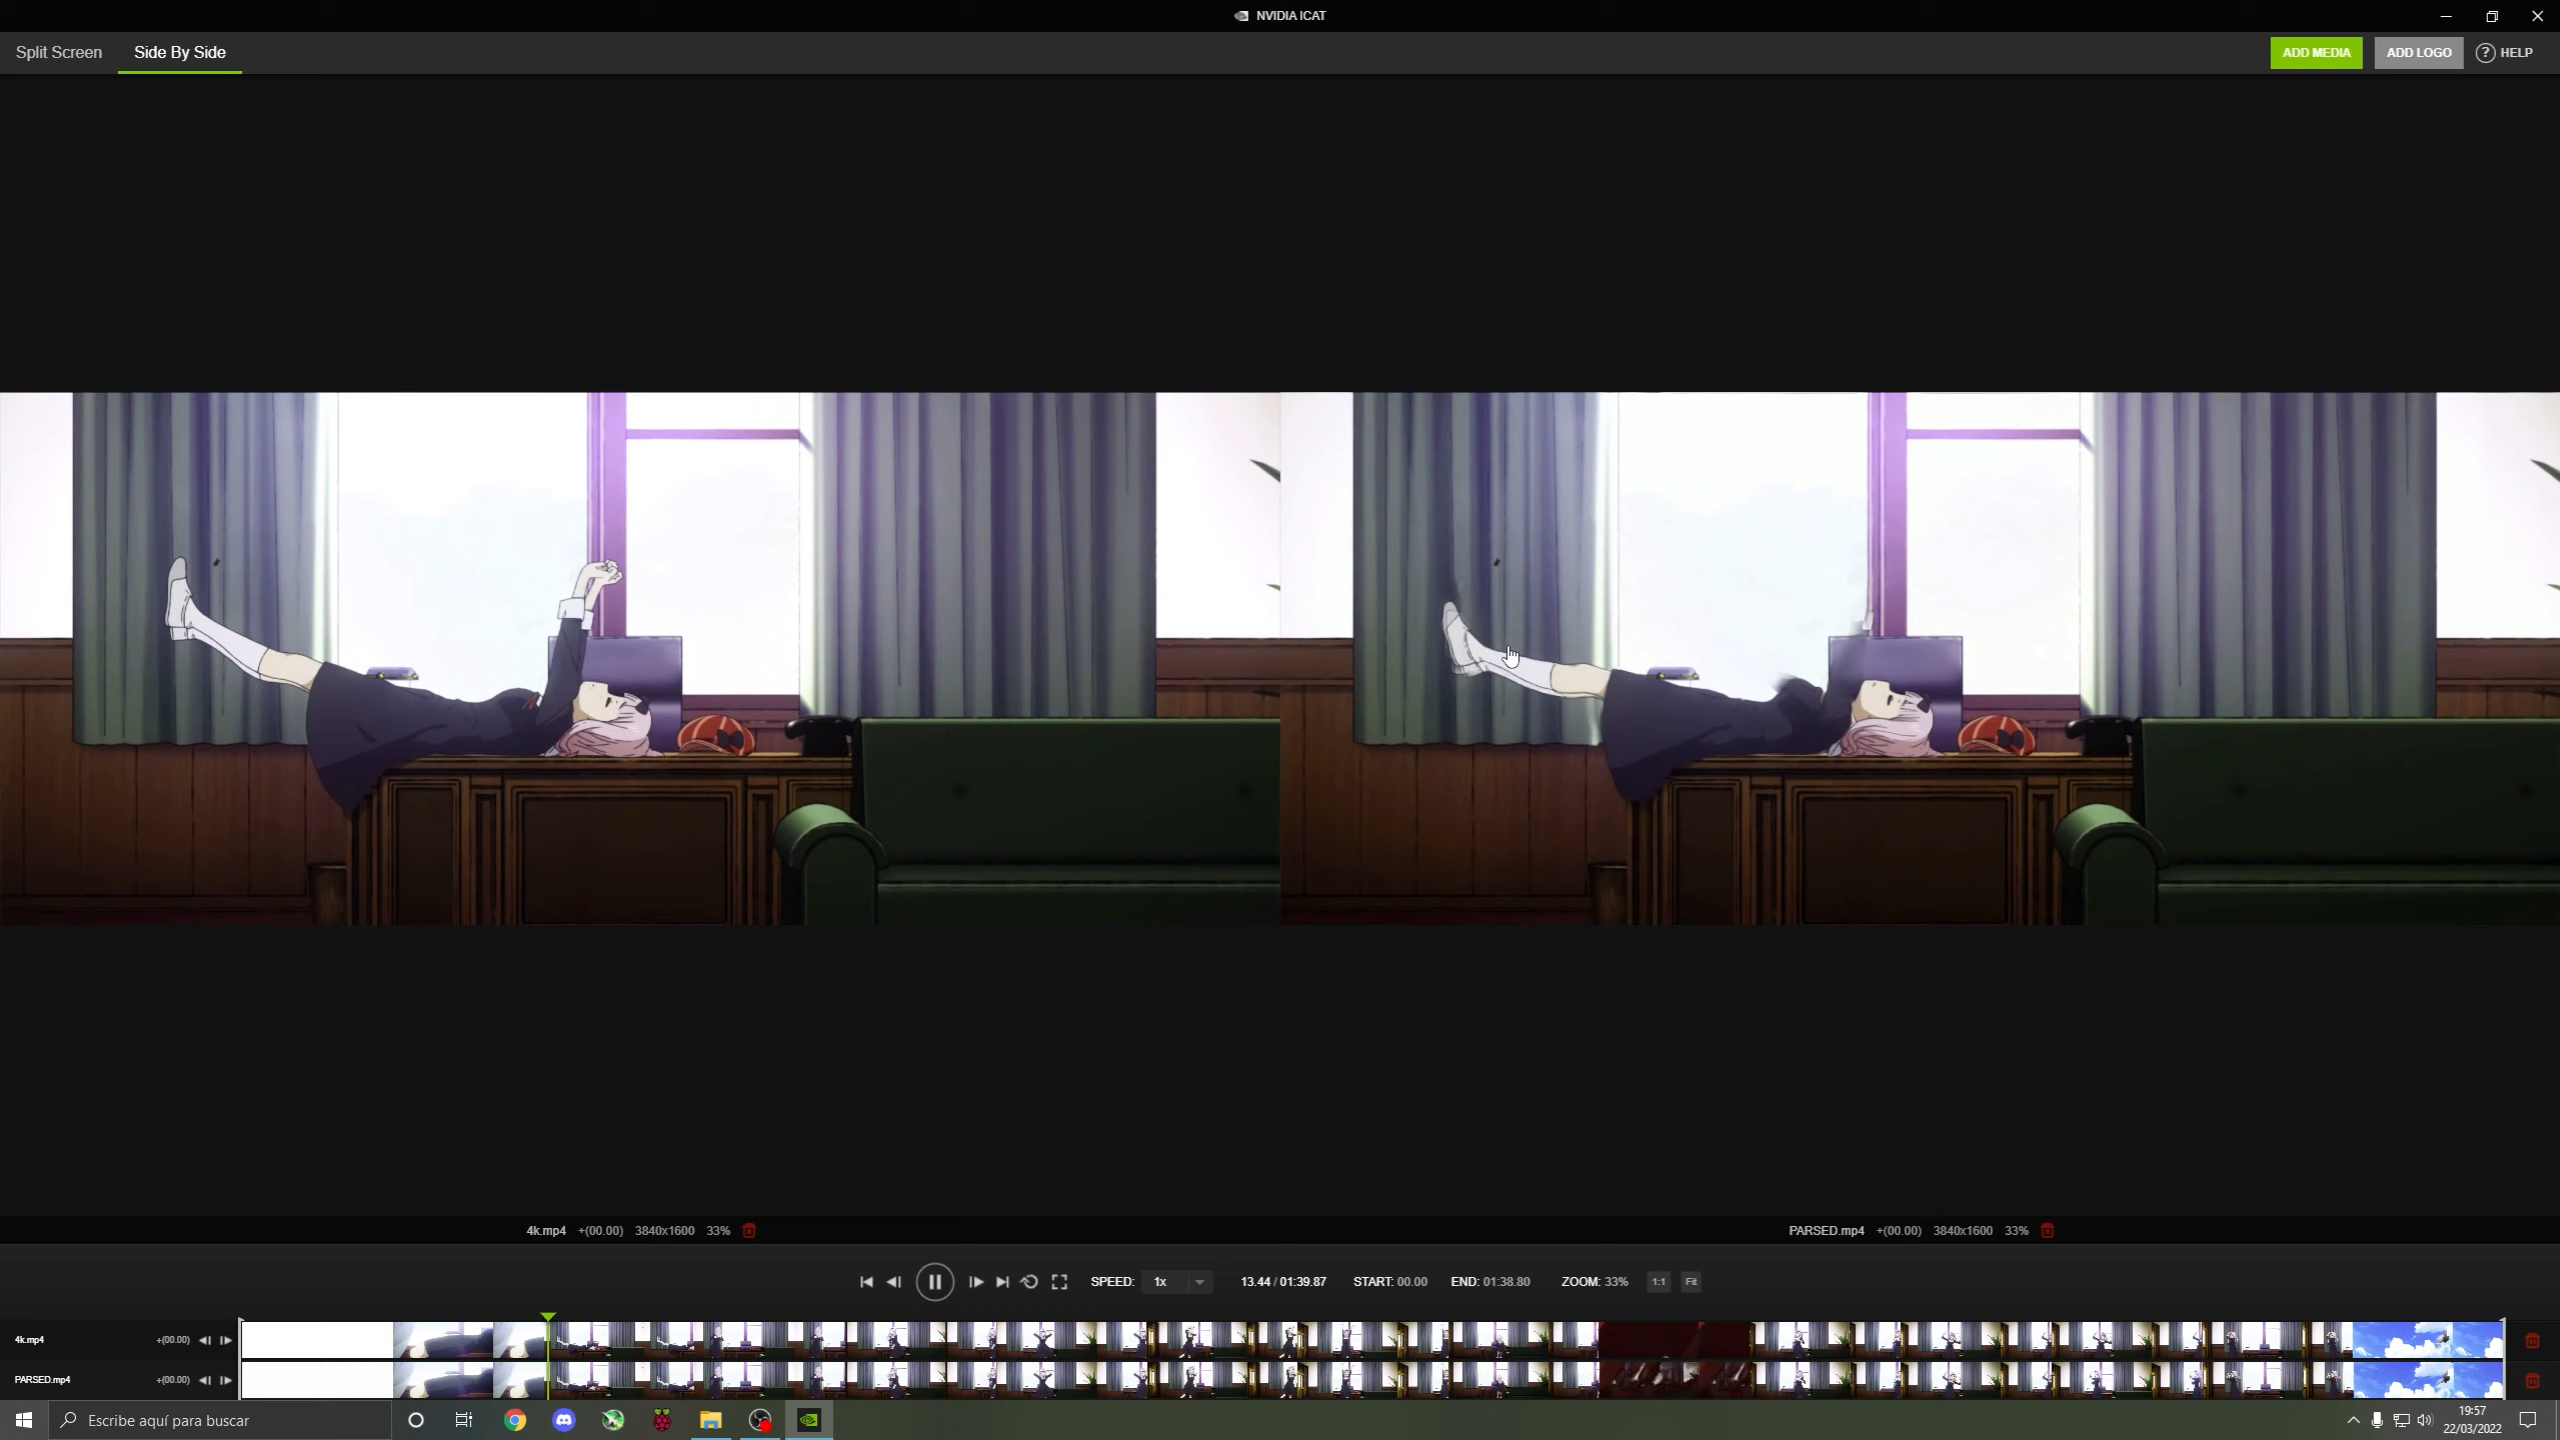 NVIDIA ICAT
Split Screen Side By Side ADD MEDIA ADD LOGO ? HELP
4k.mp4 +(00.00) 3840x1600 33% PARSED.mp4 +(00.00) 3840x1600 33%
SPEED: 1x 13.44 / 01:39.87 START: 00.00 END: 01:38.80 ZOOM: 33% 1:1 Fit
4k.mp4 +(00.00)
PARSED.mp4 +(00.00)
Escribe aquí para buscar 19:57
22/03/2022